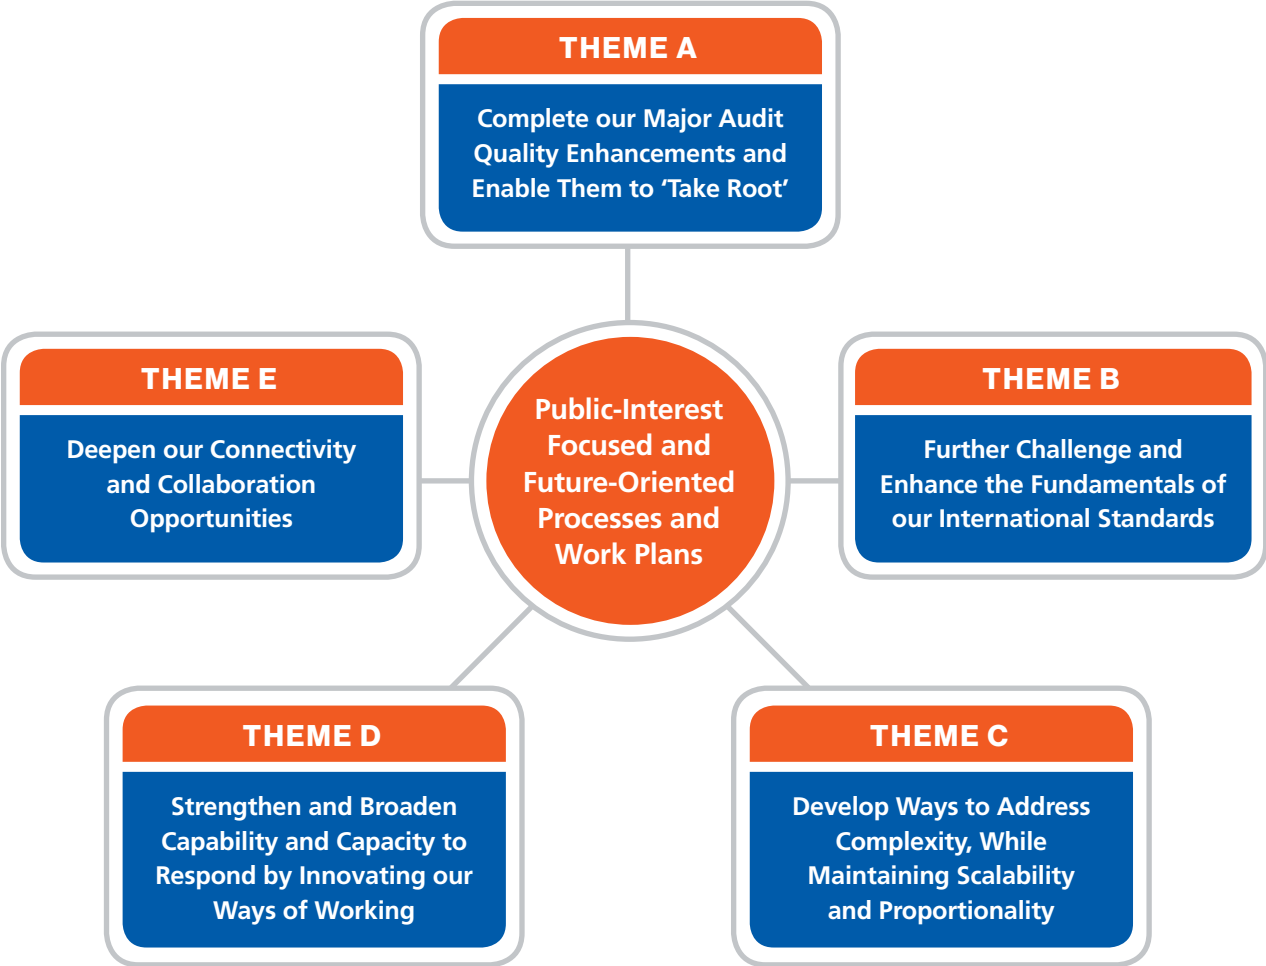 THEME A
Complete our Major Audit
Quality Enhancements and
Enable Them to ‘Take Root’
THEME E
Deepen our Connectivity
and Collaboration
Opportunities
Public-Interest
Focused and
Future-Oriented
Processes and
Work Plans
THEME B
Further Challenge and
Enhance the Fundamentals of
our International Standards
THEME D
Strengthen and Broaden
Capability and Capacity to
Respond by Innovating our
Ways of Working
THEME C
Develop Ways to Address
Complexity, While
Maintaining Scalability
and Proportionality